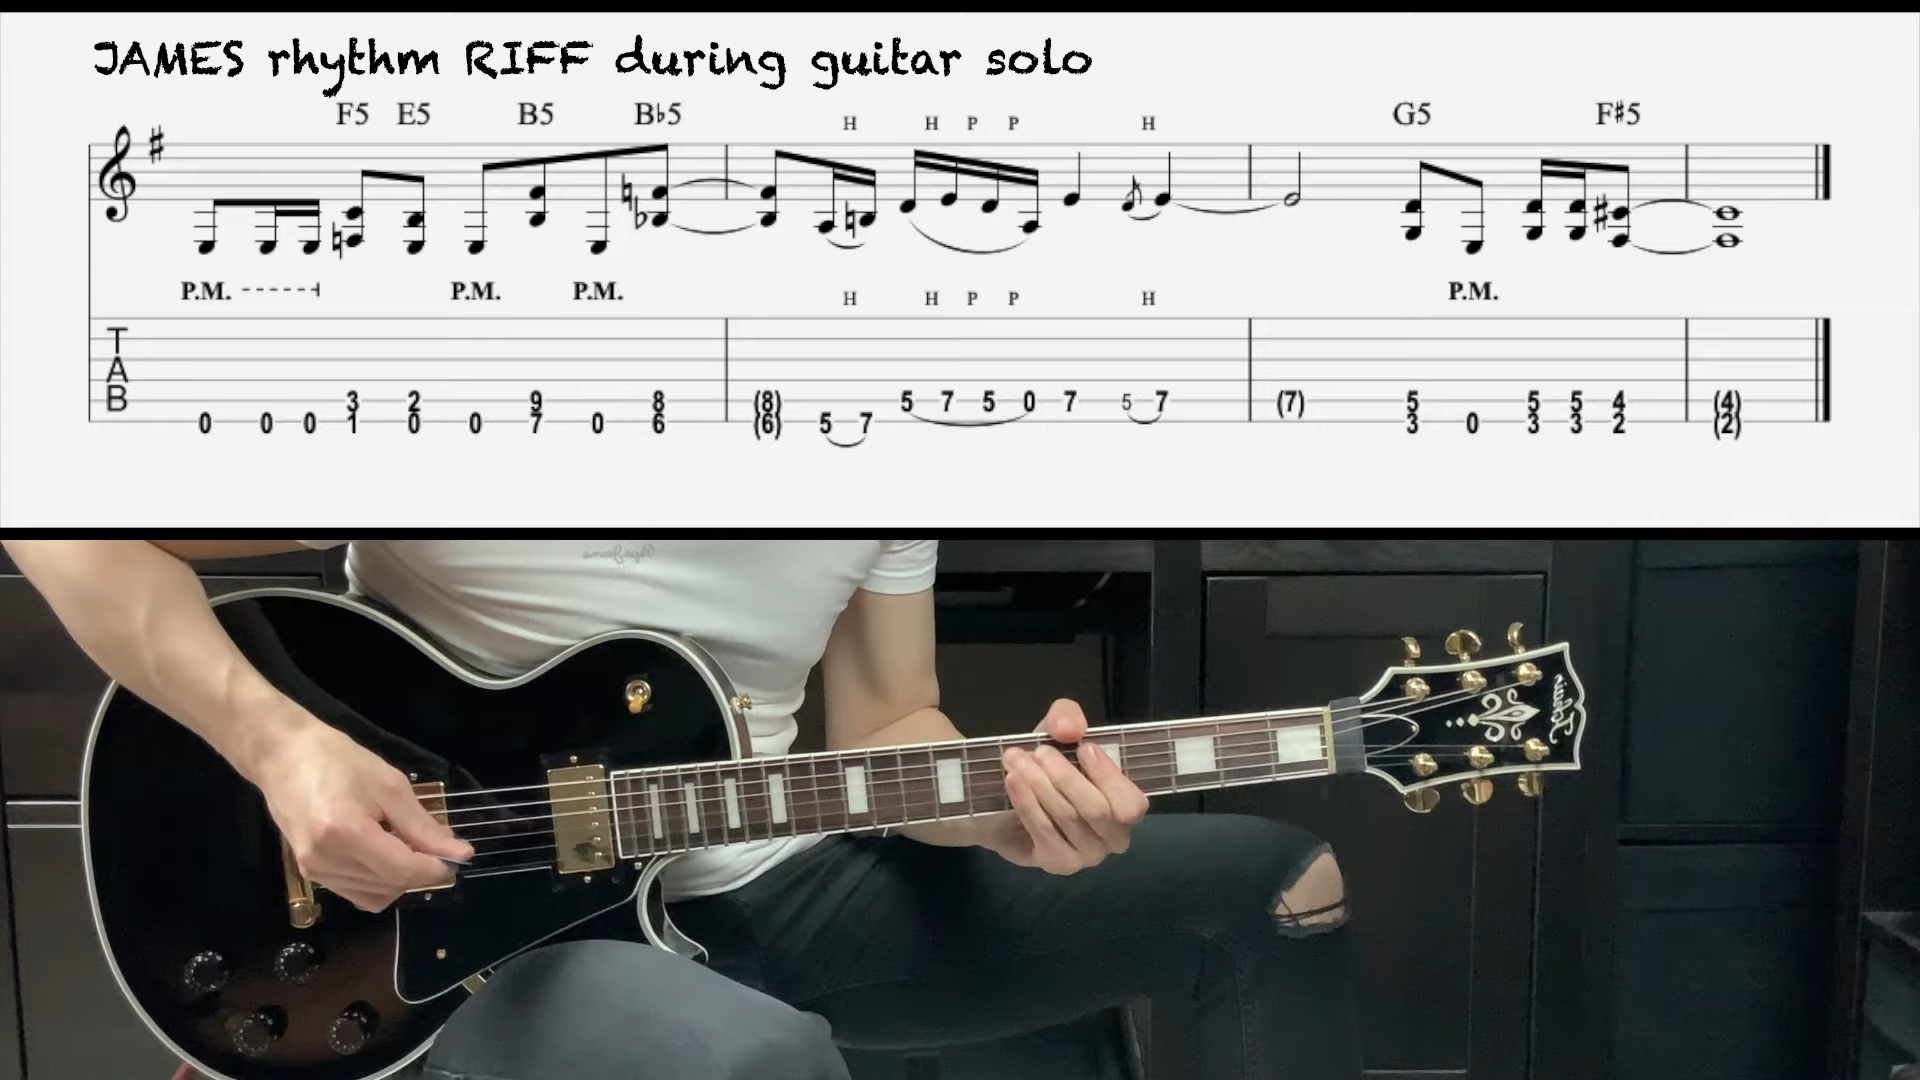 JAMES rhythm RIFF during guitar solo
F5 E5 B5 B♭5 G5 F#5
H H P P H
P.M. P.M. P.M. P.M.
H H P P H
T
A
B
3 2 9 8 (8) 5 7 5 0 7 5 7 (7) 5 5 5 4 (4)
0 0 0 1 0 0 7 0 6 (6) 5 7 3 0 3 3 2 (2)